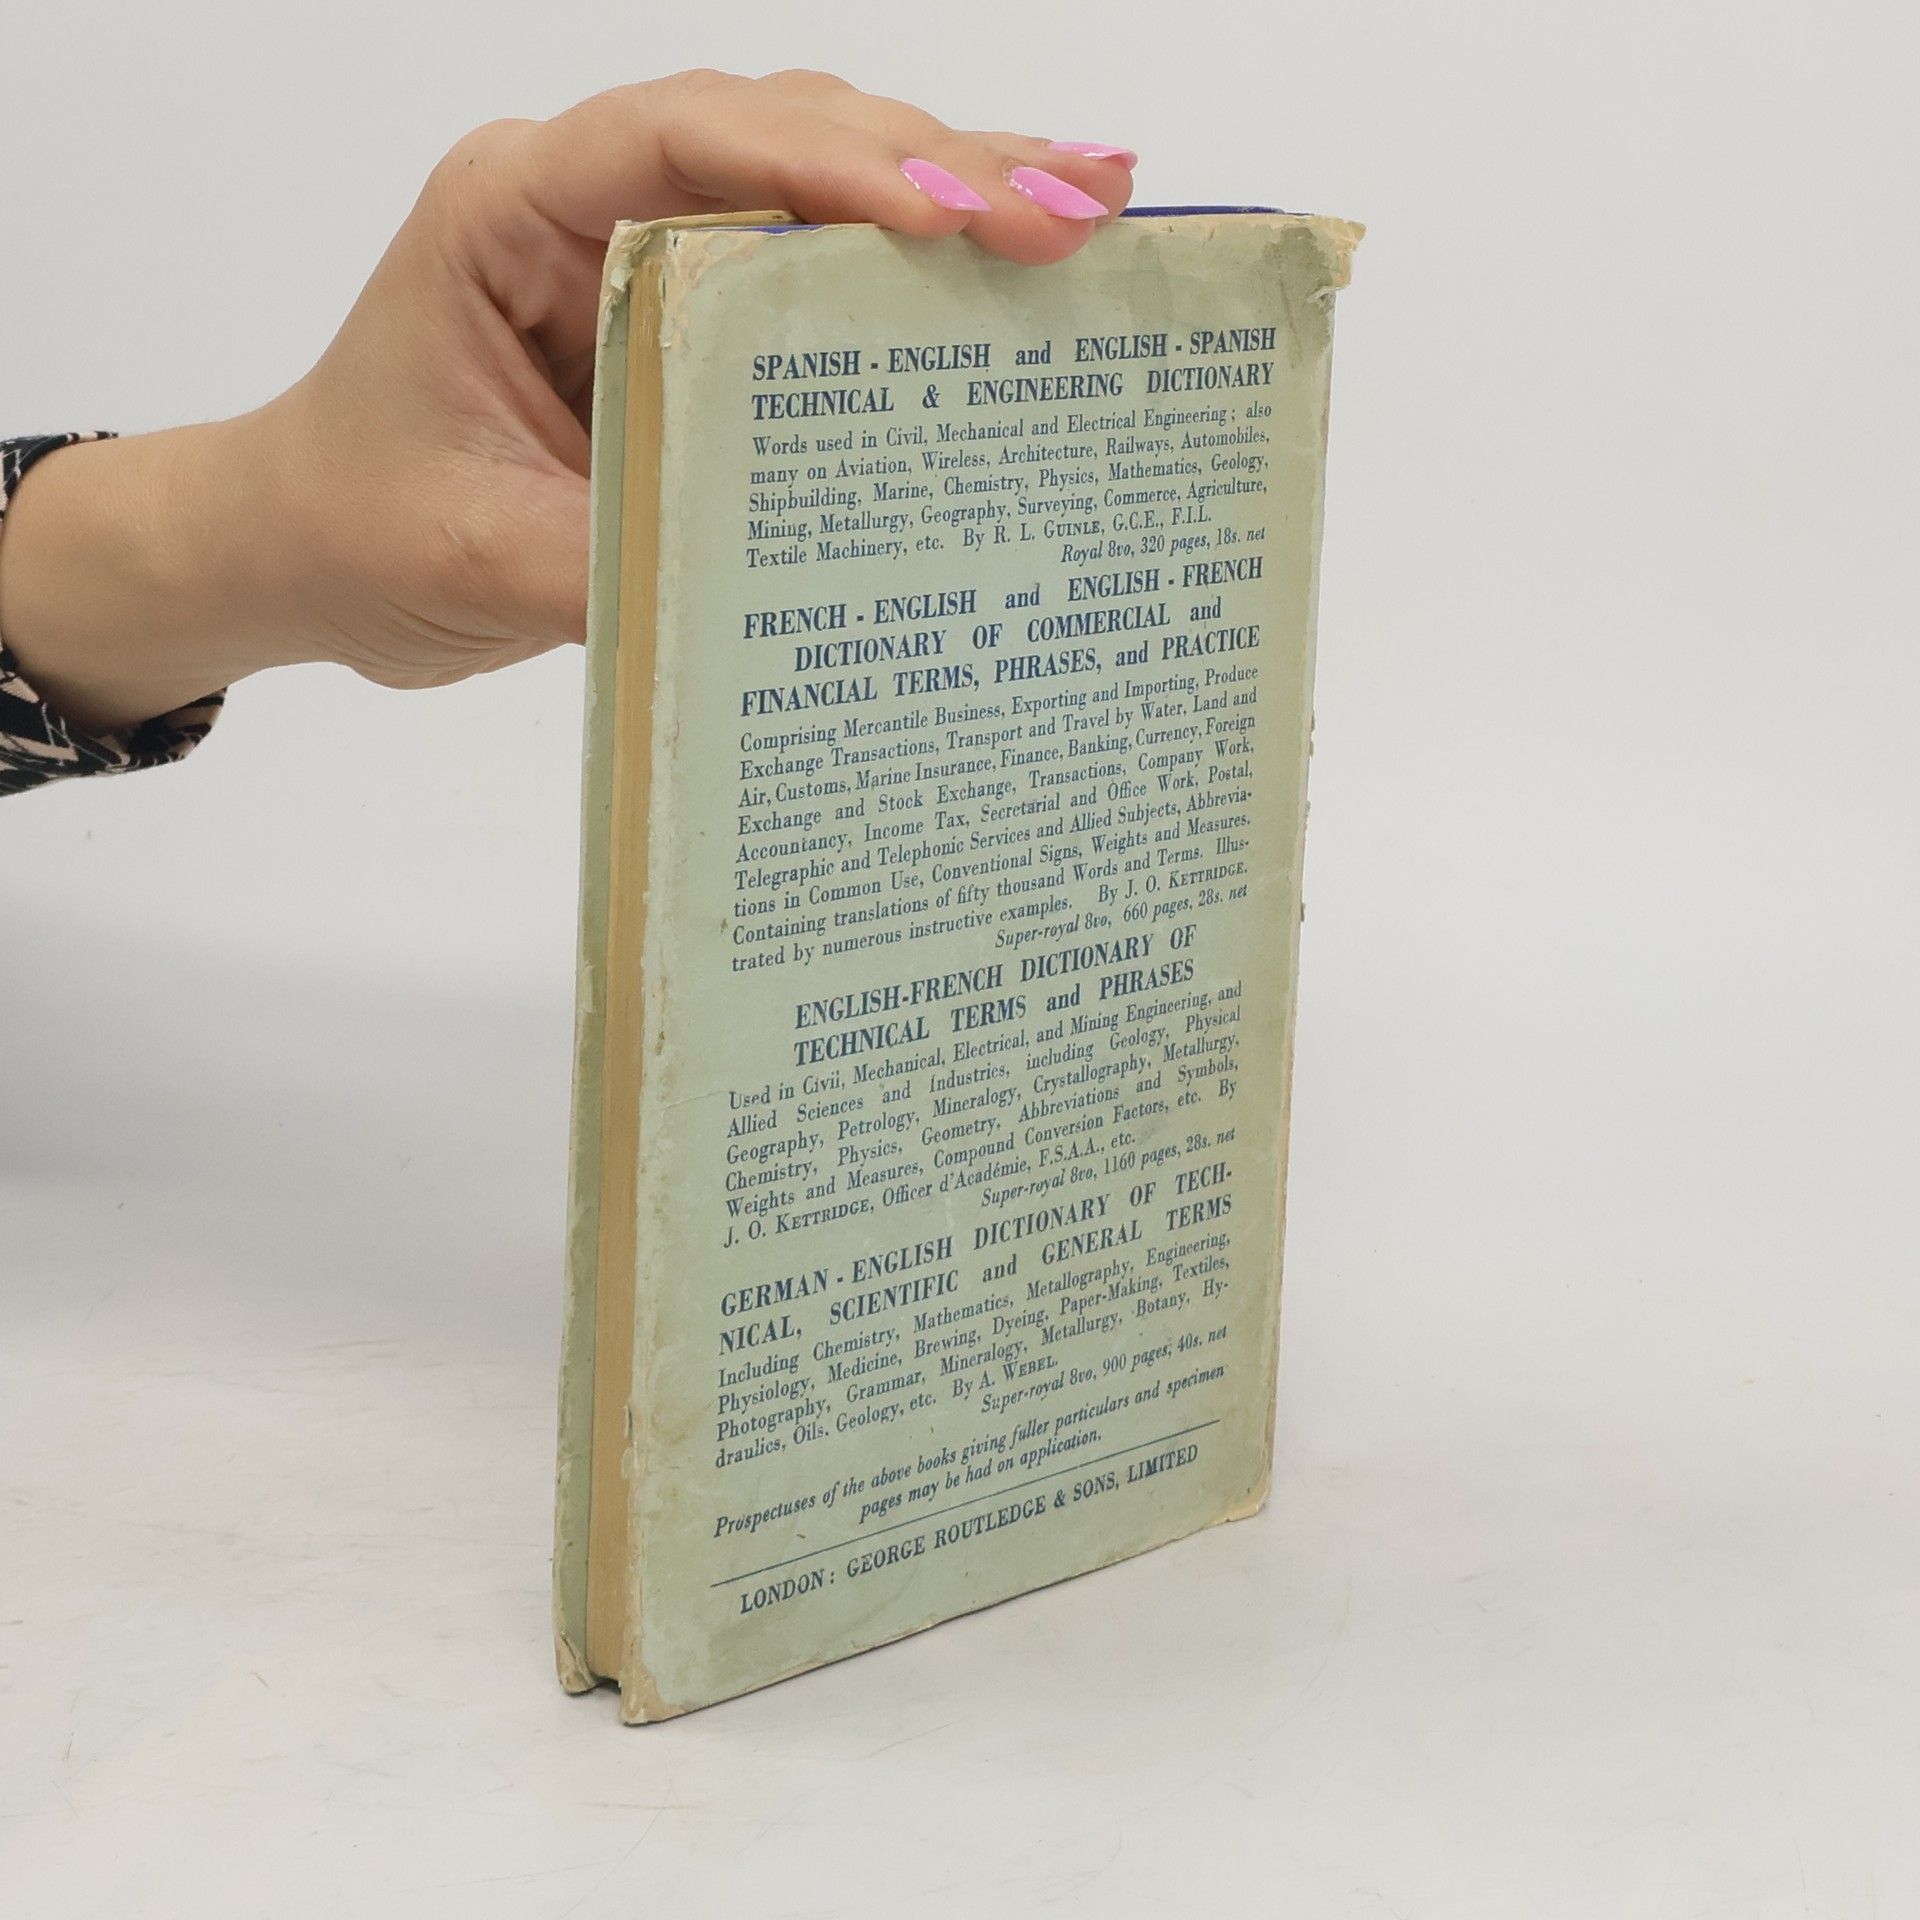 SPANISH - ENGLISH and ENGLISH - SPANISH
TECHNICAL & ENGINEERING DICTIONARY
Words used in Civil, Mechanical and Electrical Engineering; also
many on Aviation, Wireless, Architecture, Railways, Automobiles,
Shipbuilding, Marine, Chemistry, Physics, Mathematics, Geology,
Mining, Metallurgy, Geography, Surveying, Commerce, Agriculture,
Textile Machinery, etc. By R. L. GUINLE, G.C.E., F.I.L.
Royal 8vo, 320 pages, 18s. net
FRENCH - ENGLISH and ENGLISH - FRENCH
DICTIONARY OF COMMERCIAL and
FINANCIAL TERMS, PHRASES, and PRACTICE
Comprising Mercantile Business, Exporting and Importing, Produce
Exchange Transactions, Transport and Travel by Water, Land and
Air, Customs, Marine Insurance, Finance, Banking, Currency, Foreign
Exchange and Stock Exchange, Transactions, Company Work,
Accountancy, Income Tax, Secretarial and Office Work, Postal,
Telegraphic and Telephonic Services and Allied Subjects, Abbrevia-
tions in Common Use, Conventional Signs, Weights and Measures.
Containing translations of fifty thousand Words and Terms. Illus-
trated by numerous instructive examples. By J. O. KETTRIDGE.
Super-royal 8vo, 660 pages, 28s. net
ENGLISH-FRENCH DICTIONARY OF
TECHNICAL TERMS and PHRASES
Used in Civil, Mechanical, Electrical, and Mining Engineering, and
Allied Sciences and Industries, including Geology, Physical
Geography, Petrology, Mineralogy, Crystallography, Metallurgy,
Chemistry, Physics, Geometry, Abbreviations and Symbols,
Weights and Measures, Compound Conversion Factors, etc. By
J. O. KETTRIDGE, Officer d'Académie, F.S.A.A., etc.
Super-royal 8vo, 1160 pages, 28s. net
GERMAN - ENGLISH DICTIONARY OF TECH-
NICAL, SCIENTIFIC and GENERAL TERMS
Including Chemistry, Mathematics, Metallography, Engineering,
Physiology, Medicine, Brewing, Dyeing, Paper-Making, Textiles,
Photography, Grammar, Mineralogy, Metallurgy, Botany, Hy-
draulics, Oils, Geology, etc. By A. WEBEL.
Super-royal 8vo, 900 pages, 40s. net
Prospectuses of the above books giving fuller particulars and specimen
pages may be had on application.
LONDON: GEORGE ROUTLEDGE & SONS, LIMITED